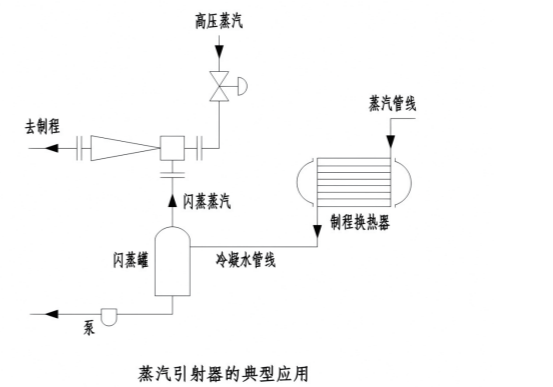 高压蒸汽
蒸汽管线
去制程
闪蒸蒸汽
制程换热器
闪蒸罐
冷凝水管线
泵
蒸汽引射器的典型应用